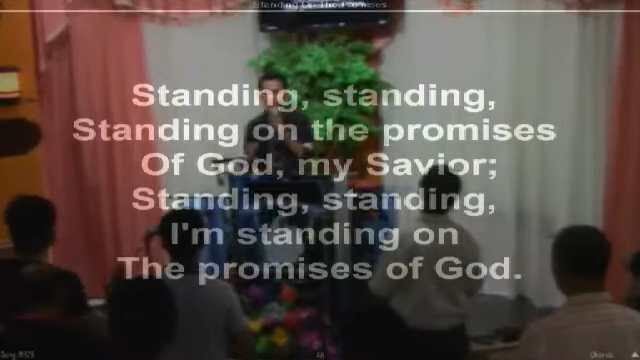 Standing On The Promises
Standing, standing,
Standing on the promises
Of God, my Savior;
Standing, standing,
I'm standing on
The promises of God.
Chorus